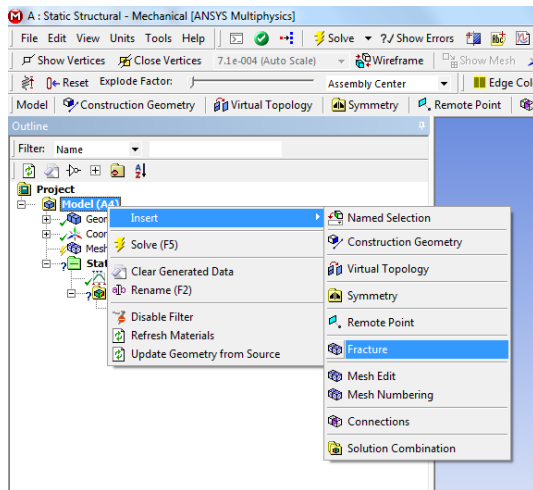 A : Static Structural - Mechanical [ANSYS Multiphysics]
File Edit View Units Tools Help Solve ?/ Show Errors
Show Vertices Close Vertices 7.1e-004 (Auto Scale) Wireframe Show Mesh
Reset Explode Factor: Assembly Center Edge Col
Model Construction Geometry Virtual Topology Symmetry Remote Point
Outline
Filter: Name
Project
Model (A4)
Geor
Coor
Mesh
Stat
Insert
Solve (F5)
Clear Generated Data
Rename (F2)
Disable Filter
Refresh Materials
Update Geometry from Source
Named Selection
Construction Geometry
Virtual Topology
Symmetry
Remote Point
Fracture
Mesh Edit
Mesh Numbering
Connections
Solution Combination